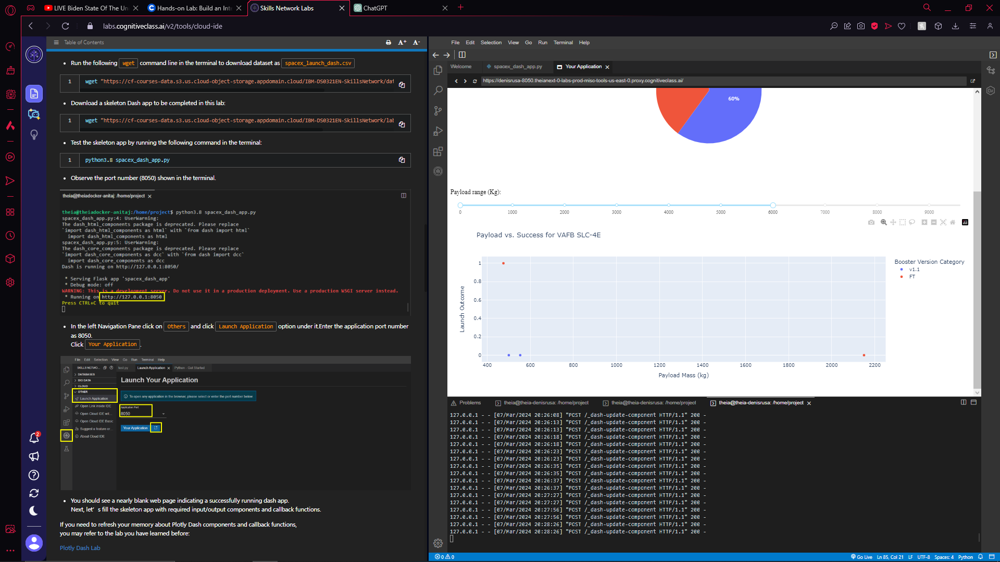 LIVE Biden State Of The Un
Hands-on Lab: Build an Inte
Skills Network Labs
ChatGPT
labs.cognitiveclass.ai/v2/tools/cloud-ide
Table of Contents
A+ A-
Run the following wget command line in the terminal to download dataset as spacex_launch_dash.csv
1 wget "https://cf-courses-data.s3.us.cloud-object-storage.appdomain.cloud/IBM-DS0321EN-SkillsNetwork/dat
Download a skeleton Dash app to be completed in this lab:
1 wget "https://cf-courses-data.s3.us.cloud-object-storage.appdomain.cloud/IBM-DS0321EN-SkillsNetwork/lab
Test the skeleton app by running the following command in the terminal:
1 python3.8 spacex_dash_app.py
Observe the port number (8050) shown in the terminal.
theia@theiadocker-anitaj: /home/project
theia@theiadocker-anitaj:/home/project$ python3.8 spacex_dash_app.py
spacex_dash_app.py:4: UserWarning:
The dash_html_components package is deprecated. Please replace
`import dash_html_components as html` with `from dash import html`
import dash_html_components as html
spacex_dash_app.py:5: UserWarning:
The dash_core_components package is deprecated. Please replace
`import dash_core_components as dcc` with `from dash import dcc`
import dash_core_components as dcc
Dash is running on http://127.0.0.1:8050/
* Serving Flask app 'spacex_dash_app'
* Debug mode: off
WARNING: This is a development server. Do not use it in a production deployment. Use a production WSGI server instead.
* Running on http://127.0.0.1:8050
Press CTRL+C to quit
In the left Navigation Pane click on Others and click Launch Application option under it.Enter the application port number
as 8050.
Click Your Application.
File Edit Selection View Go Run Terminal Help
SKILLS NETWO... test.py Launch Application Python - Get Started
DATABASES
BIG DATA
CLOUD
OTHER
Launch Application
Open Link inside IDE
Open Cloud IDE wit...
Open Cloud IDE Basic
Suggest a feature or...
About Cloud IDE
Launch Your Application
To open any application in the browser, please select or enter the port number below
Application Port
8050
Your Application
You should see a nearly blank web page indicating a successfully running dash app.
Next, let's fill the skeleton app with required input/output components and callback functions.
If you need to refresh your memory about Plotly Dash components and callback functions,
you may refer to the lab you have learned before:
Plotly Dash Lab
2
File Edit Selection View Go Run Terminal Help
Welcome spacex_dash_app.py Your Application
https://denisrusa-8050.theianext-0-labs-prod-misc-tools-us-east-0.proxy.cognitiveclass.ai/
60%
Payload range (Kg):
0 1000 2000 3000 4000 5000 6000 7000 8000 9000
Payload vs. Success for VAFB SLC-4E
Booster Version Category
v1.1
FT
1
0.8
0.6
0.4
0.2
0
Launch Outcome
400 600 800 1000 1200 1400 1600 1800 2000 2200
Payload Mass (kg)
Problems theia@theia-denisrusa: /home/project theia@theia-denisrusa: /home/project theia@theia-denisrusa: /home/project
127.0.0.1 - - [07/Mar/2024 20:26:08] "POST /_dash-update-component HTTP/1.1" 200 -
127.0.0.1 - - [07/Mar/2024 20:26:13] "POST /_dash-update-component HTTP/1.1" 200 -
127.0.0.1 - - [07/Mar/2024 20:26:13] "POST /_dash-update-component HTTP/1.1" 200 -
127.0.0.1 - - [07/Mar/2024 20:26:18] "POST /_dash-update-component HTTP/1.1" 200 -
127.0.0.1 - - [07/Mar/2024 20:26:18] "POST /_dash-update-component HTTP/1.1" 200 -
127.0.0.1 - - [07/Mar/2024 20:26:23] "POST /_dash-update-component HTTP/1.1" 200 -
127.0.0.1 - - [07/Mar/2024 20:26:23] "POST /_dash-update-component HTTP/1.1" 200 -
127.0.0.1 - - [07/Mar/2024 20:26:35] "POST /_dash-update-component HTTP/1.1" 200 -
127.0.0.1 - - [07/Mar/2024 20:26:35] "POST /_dash-update-component HTTP/1.1" 200 -
127.0.0.1 - - [07/Mar/2024 20:26:37] "POST /_dash-update-component HTTP/1.1" 200 -
127.0.0.1 - - [07/Mar/2024 20:26:37] "POST /_dash-update-component HTTP/1.1" 200 -
127.0.0.1 - - [07/Mar/2024 20:27:27] "POST /_dash-update-component HTTP/1.1" 200 -
127.0.0.1 - - [07/Mar/2024 20:27:27] "POST /_dash-update-component HTTP/1.1" 200 -
127.0.0.1 - - [07/Mar/2024 20:27:56] "POST /_dash-update-component HTTP/1.1" 200 -
127.0.0.1 - - [07/Mar/2024 20:27:56] "POST /_dash-update-component HTTP/1.1" 200 -
127.0.0.1 - - [07/Mar/2024 20:28:26] "POST /_dash-update-component HTTP/1.1" 200 -
127.0.0.1 - - [07/Mar/2024 20:28:26] "POST /_dash-update-component HTTP/1.1" 200 -
0 0 Go Live Ln 85, Col 21 LF UTF-8 Spaces: 4 Python